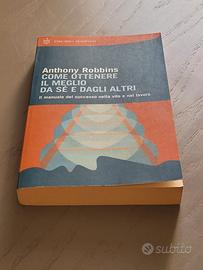 Anthony Robbins
COME OTTENERE
IL MEGLIO
DA SÉ E DAGLI ALTRI
Il manuale del successo nella vita e nel lavoro
subito